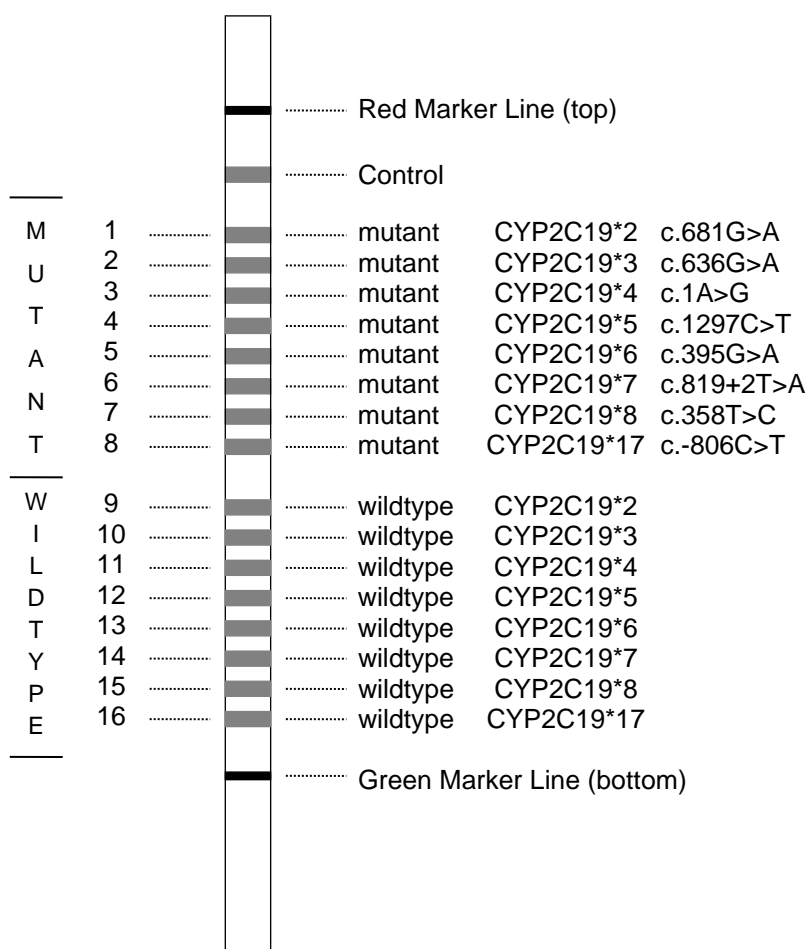 Red Marker Line (top)
Control
M
U
T
A
N
T
1 mutant CYP2C19*2 c.681G>A
2 mutant CYP2C19*3 c.636G>A
3 mutant CYP2C19*4 c.1A>G
4 mutant CYP2C19*5 c.1297C>T
5 mutant CYP2C19*6 c.395G>A
6 mutant CYP2C19*7 c.819+2T>A
7 mutant CYP2C19*8 c.358T>C
8 mutant CYP2C19*17 c.-806C>T
W
I
L
D
T
Y
P
E
9 wildtype CYP2C19*2
10 wildtype CYP2C19*3
11 wildtype CYP2C19*4
12 wildtype CYP2C19*5
13 wildtype CYP2C19*6
14 wildtype CYP2C19*7
15 wildtype CYP2C19*8
16 wildtype CYP2C19*17
Green Marker Line (bottom)